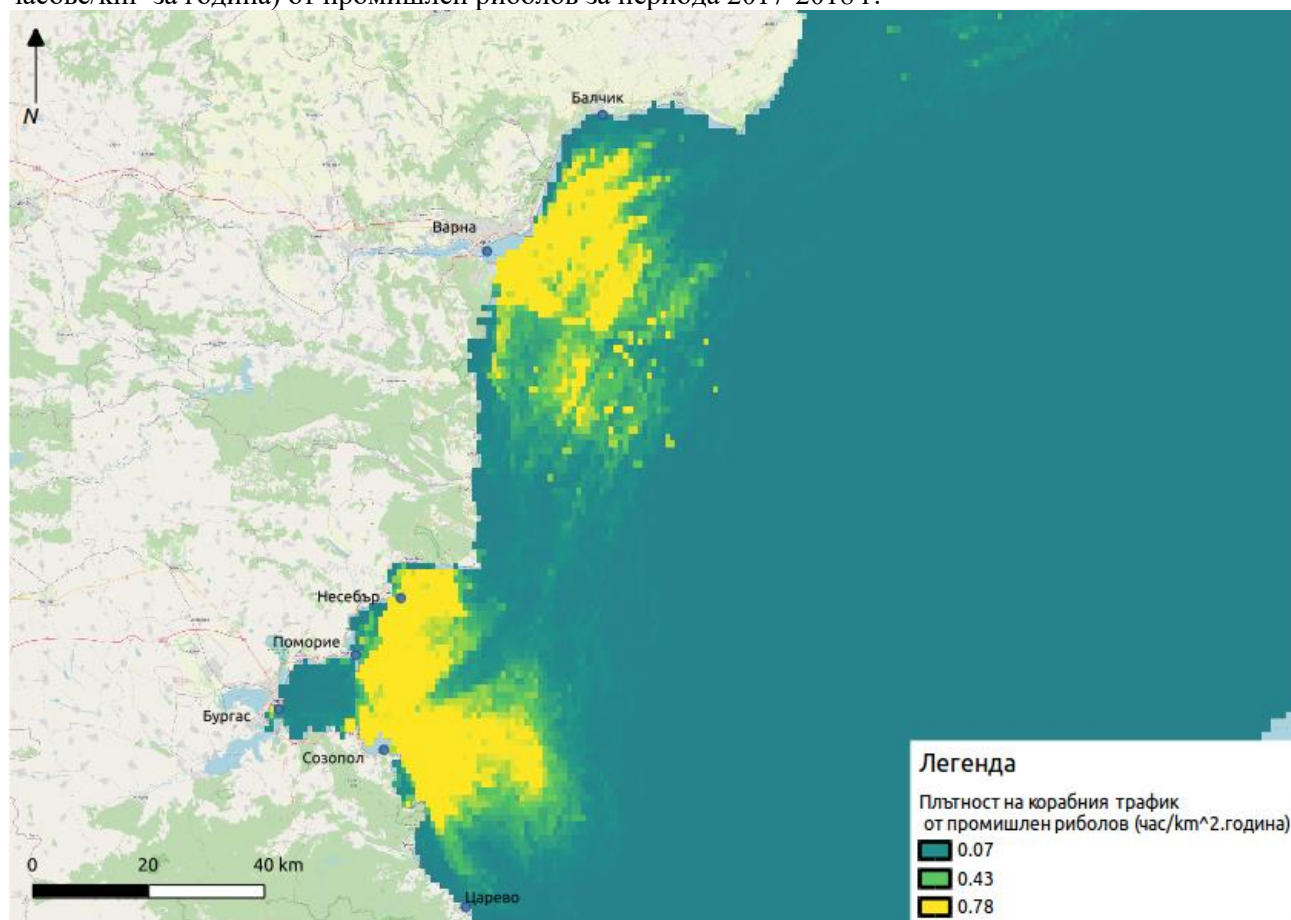 часове/km² за година) от промишлен риболов за периода 2017-2018 г.
N
Балчик
Варна
Несебър
Поморие
Бургас
Созопол
Царево
0 20 40 km
Легенда
Плътност на корабния трафик
от промишлен риболов (час/km^2.година)
0.07
0.43
0.78